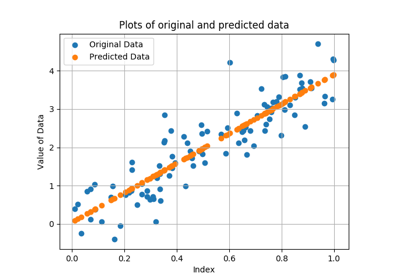 Plots of original and predicted data
Original Data
Predicted Data
Value of Data
4
3
2
1
0
0.0 0.2 0.4 0.6 0.8 1.0
Index